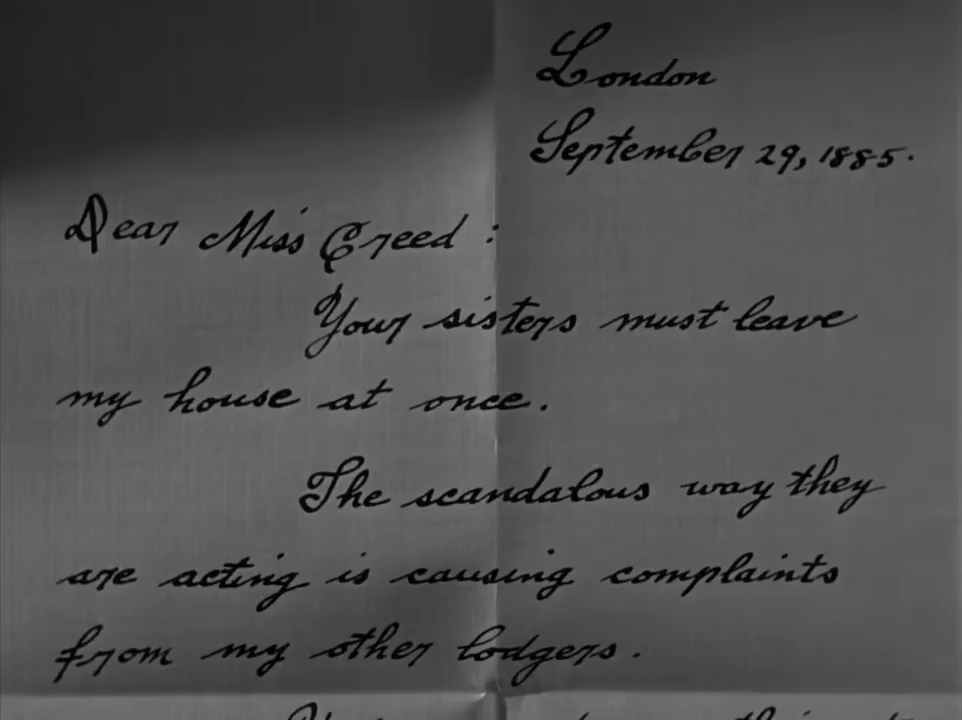 London
September 29, 1885.
Dear Miss Creed:
Your sisters must leave
my house at once.
The scandalous way they
are acting is causing complaints
from my other lodgers.